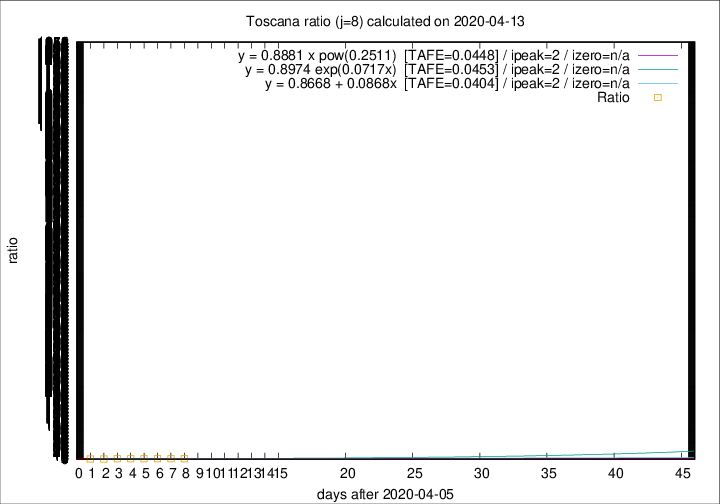 Toscana ratio (j=8) calculated on 2020-04-13
y = 0.8881 x pow(0.2511) [TAFE=0.0448] / ipeak=2 / izero=n/a
y = 0.8974 exp(0.0717x) [TAFE=0.0453] / ipeak=2 / izero=n/a
y = 0.8668 + 0.0868x [TAFE=0.0404] / ipeak=2 / izero=n/a
Ratio
ratio
0 1 2 3 4 5 6 7 8 9 10 11 12 13 14 15 20 25 30 35 40 45
days after 2020-04-05